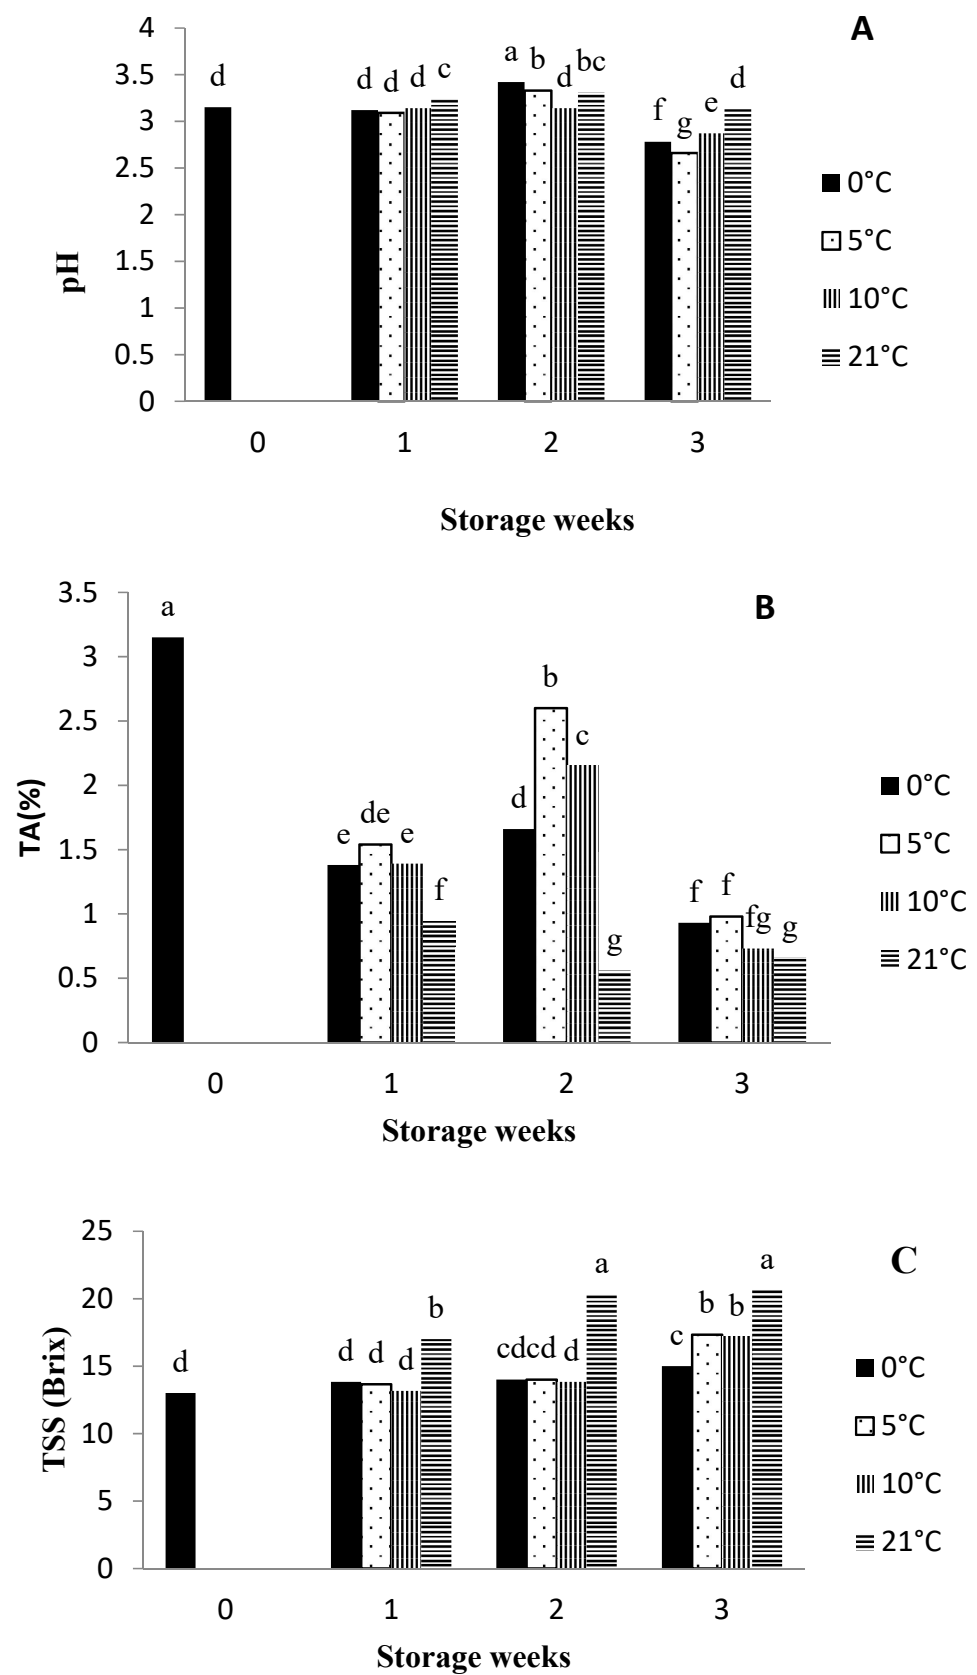 A
4
3.5
3
2.5
2
1.5
1
0.5
0
pH
d
d d d c
a b d bc
f g e d
0 1 2 3
Storage weeks
0°C
5°C
10°C
21°C
B
3.5
3
2.5
2
1.5
1
0.5
0
TA(%)
a
e de e f
d b c g
f f fg g
0 1 2 3
Storage weeks
0°C
5°C
10°C
21°C
C
25
20
15
10
5
0
TSS (Brix)
d
d d d b
cd cd d a
c b b a
0 1 2 3
Storage weeks
0°C
5°C
10°C
21°C